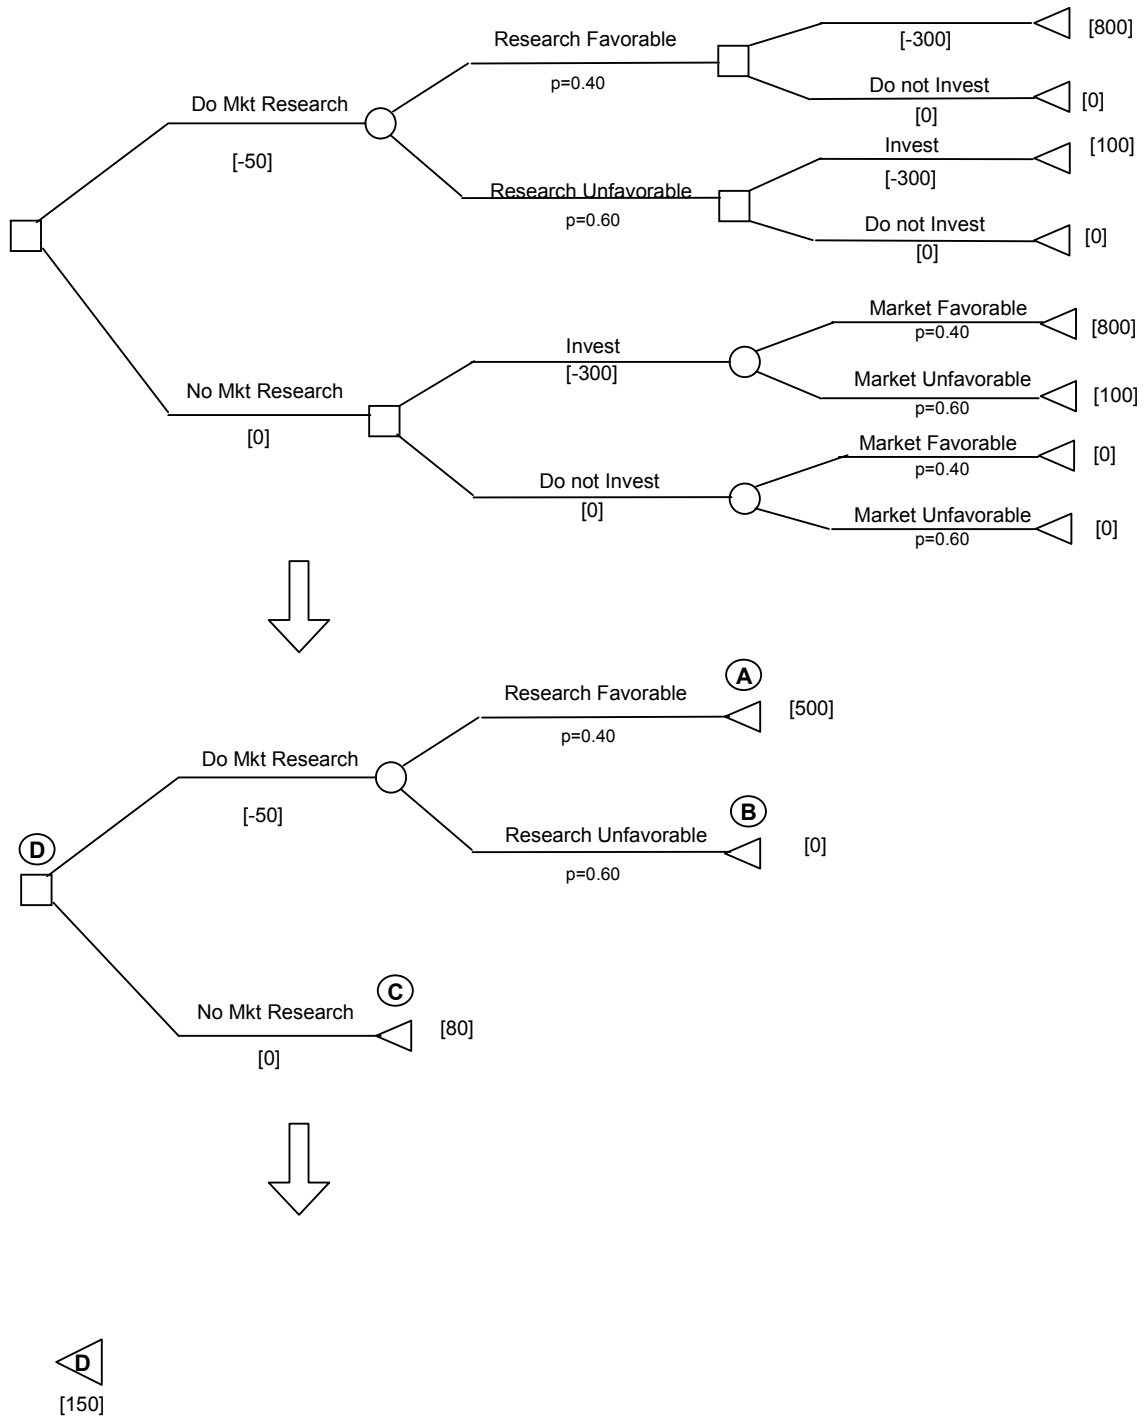 [800]
[-300]
Research Favorable
p=0.40
Do not Invest
[0]
[0]
Do Mkt Research
[-50]
Invest
[-300]
[100]
Research Unfavorable
p=0.60
Do not Invest
[0]
[0]
Market Favorable
p=0.40
[800]
Invest
[-300]
Market Unfavorable
p=0.60
[100]
No Mkt Research
[0]
Market Favorable
p=0.40
[0]
Do not Invest
[0]
Market Unfavorable
p=0.60
[0]
A
Research Favorable
p=0.40
[500]
Do Mkt Research
[-50]
B
Research Unfavorable
p=0.60
[0]
D
C
No Mkt Research
[0]
[80]
D
[150]